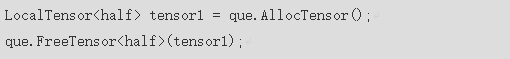 LocalTensor<half> tensor1 = que.AllocTensor();
que.FreeTensor<half>(tensor1);